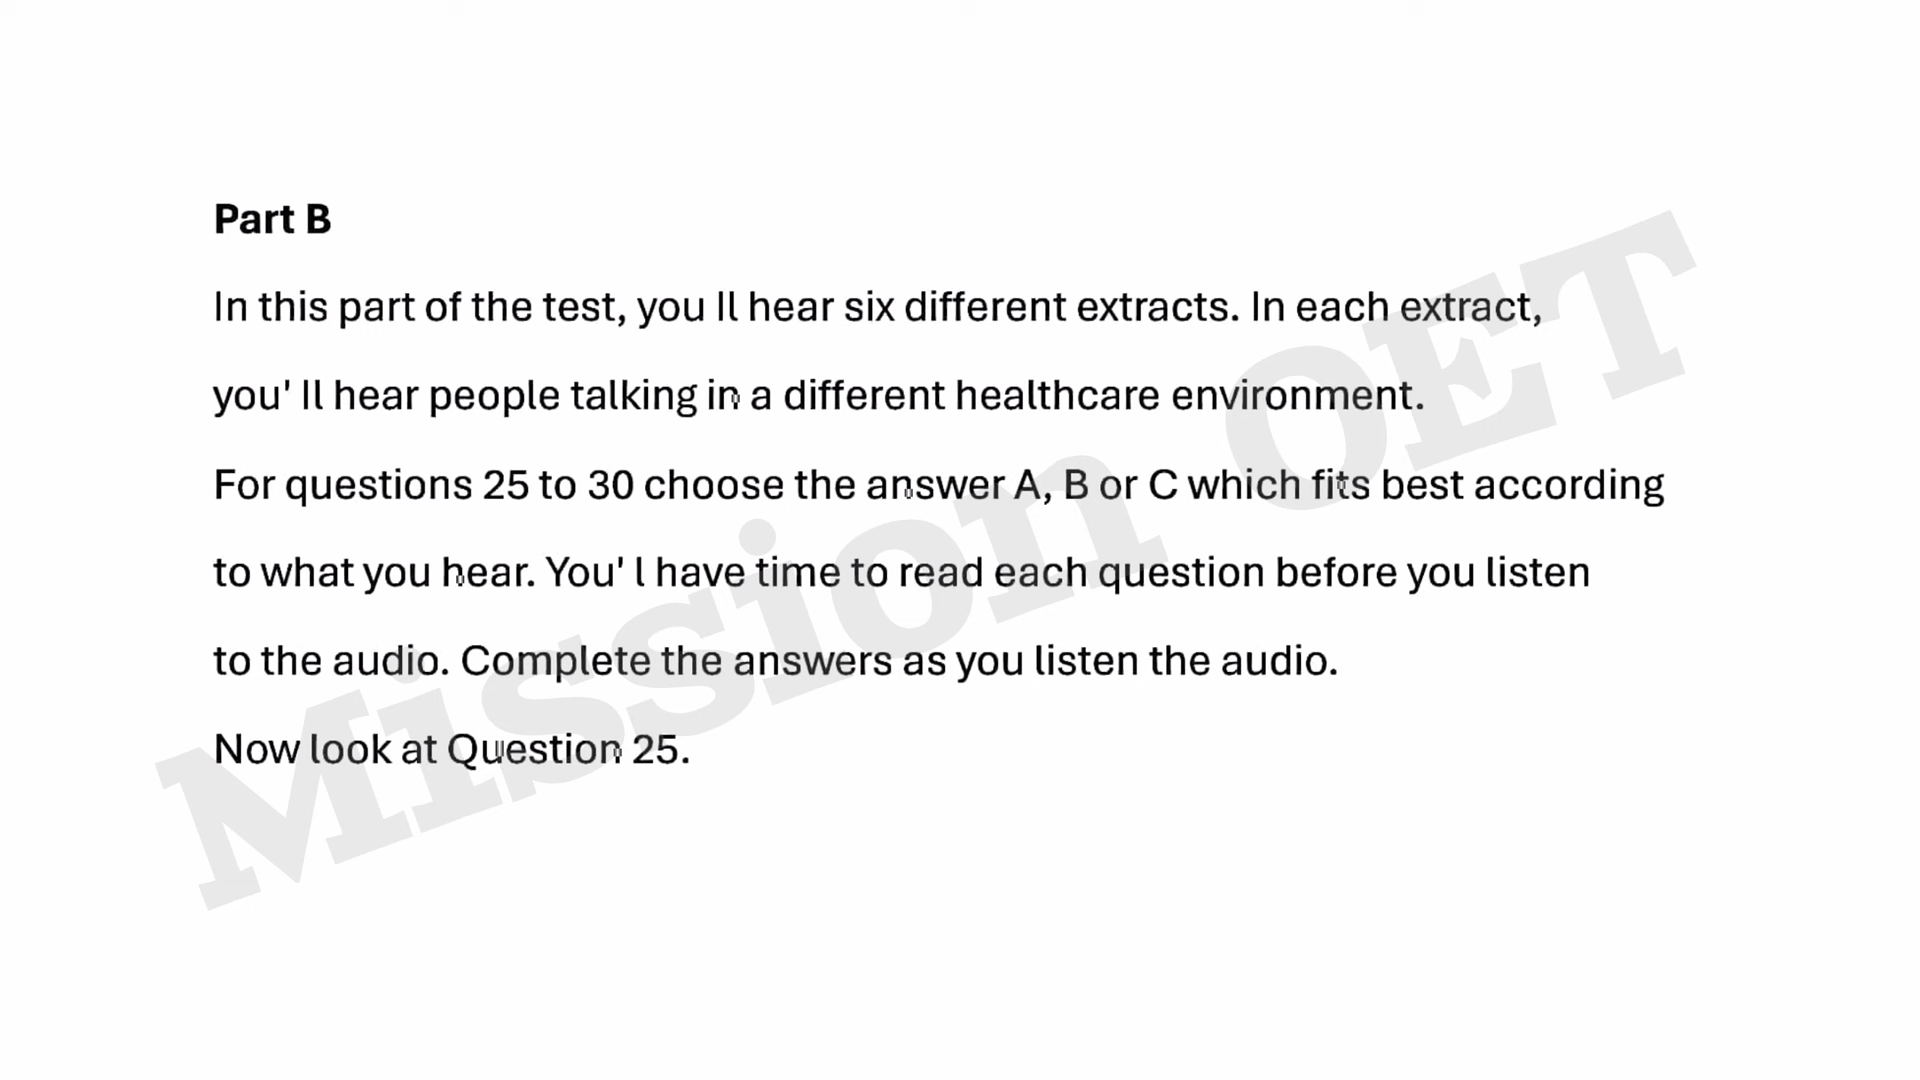 Part B
In this part of the test, you ll hear six different extracts. In each extract,
you' ll hear people talking in a different healthcare environment.
For questions 25 to 30 choose the answer A, B or C which fits best according
to what you hear. You' l have time to read each question before you listen
to the audio. Complete the answers as you listen the audio.
Now look at Question 25.
Mission OET